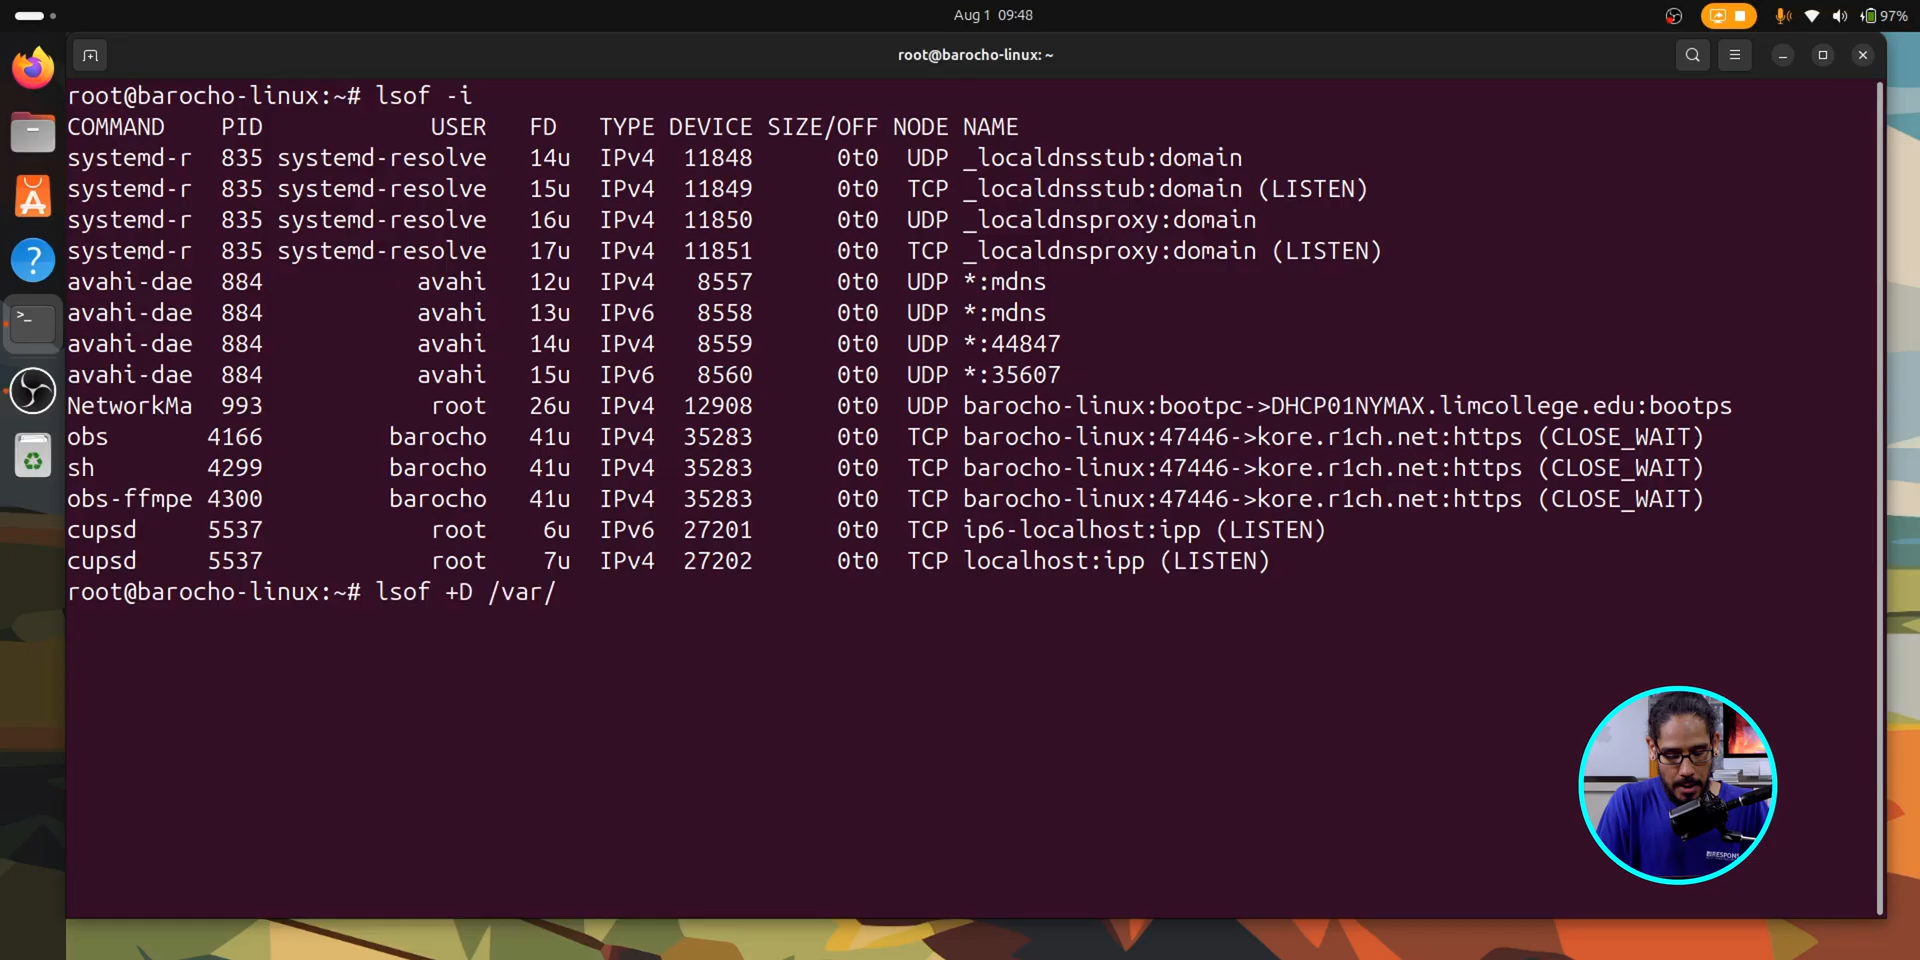 Aug 1 09:48
97%
root@barocho-linux: ~
root@barocho-linux:~# lsof -i
COMMAND PID USER FD TYPE DEVICE SIZE/OFF NODE NAME
systemd-r 835 systemd-resolve 14u IPv4 11848 0t0 UDP _localdnsstub:domain
systemd-r 835 systemd-resolve 15u IPv4 11849 0t0 TCP _localdnsstub:domain (LISTEN)
systemd-r 835 systemd-resolve 16u IPv4 11850 0t0 UDP _localdnsproxy:domain
systemd-r 835 systemd-resolve 17u IPv4 11851 0t0 TCP _localdnsproxy:domain (LISTEN)
avahi-dae 884 avahi 12u IPv4 8557 0t0 UDP *:mdns
avahi-dae 884 avahi 13u IPv6 8558 0t0 UDP *:mdns
avahi-dae 884 avahi 14u IPv4 8559 0t0 UDP *:44847
avahi-dae 884 avahi 15u IPv6 8560 0t0 UDP *:35607
NetworkMa 993 root 26u IPv4 12908 0t0 UDP barocho-linux:bootpc->DHCP01NYMAX.limcollege.edu:bootps
obs 4166 barocho 41u IPv4 35283 0t0 TCP barocho-linux:47446->kore.r1ch.net:https (CLOSE_WAIT)
sh 4299 barocho 41u IPv4 35283 0t0 TCP barocho-linux:47446->kore.r1ch.net:https (CLOSE_WAIT)
obs-ffmpe 4300 barocho 41u IPv4 35283 0t0 TCP barocho-linux:47446->kore.r1ch.net:https (CLOSE_WAIT)
cupsd 5537 root 6u IPv6 27201 0t0 TCP ip6-localhost:ipp (LISTEN)
cupsd 5537 root 7u IPv4 27202 0t0 TCP localhost:ipp (LISTEN)
root@barocho-linux:~# lsof +D /var/